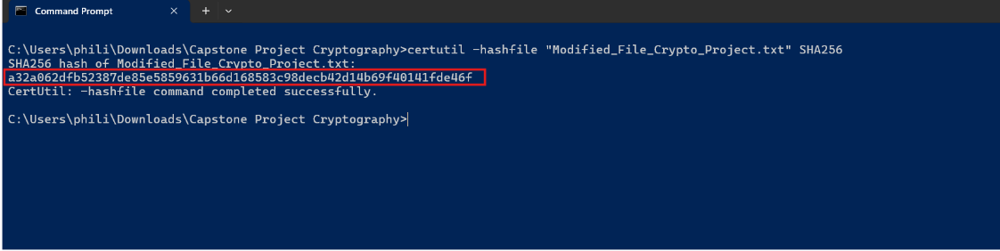 Command Prompt
C:\Users\phili\Downloads\Capstone Project Cryptography>certutil -hashfile "Modified_File_Crypto_Project.txt" SHA256
SHA256 hash of Modified_File_Crypto_Project.txt:
a32a062dfb52387de85e5859631b66d168583c98decb42d14b69f40141fde46f
CertUtil: -hashfile command completed successfully.
C:\Users\phili\Downloads\Capstone Project Cryptography>